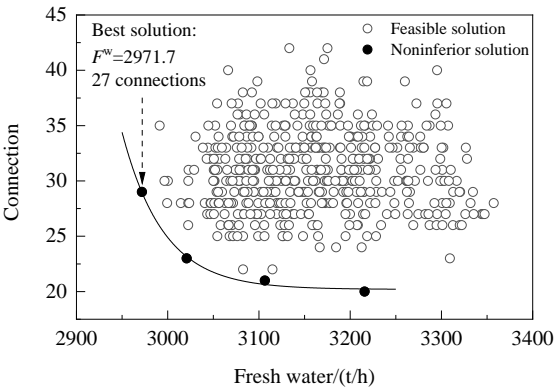 Best solution:
Fʷ=2971.7
27 connections
Feasible solution
Noninferior solution
45
40
35
30
25
20
Connection
2900
3000
3100
3200
3300
3400
Fresh water/(t/h)